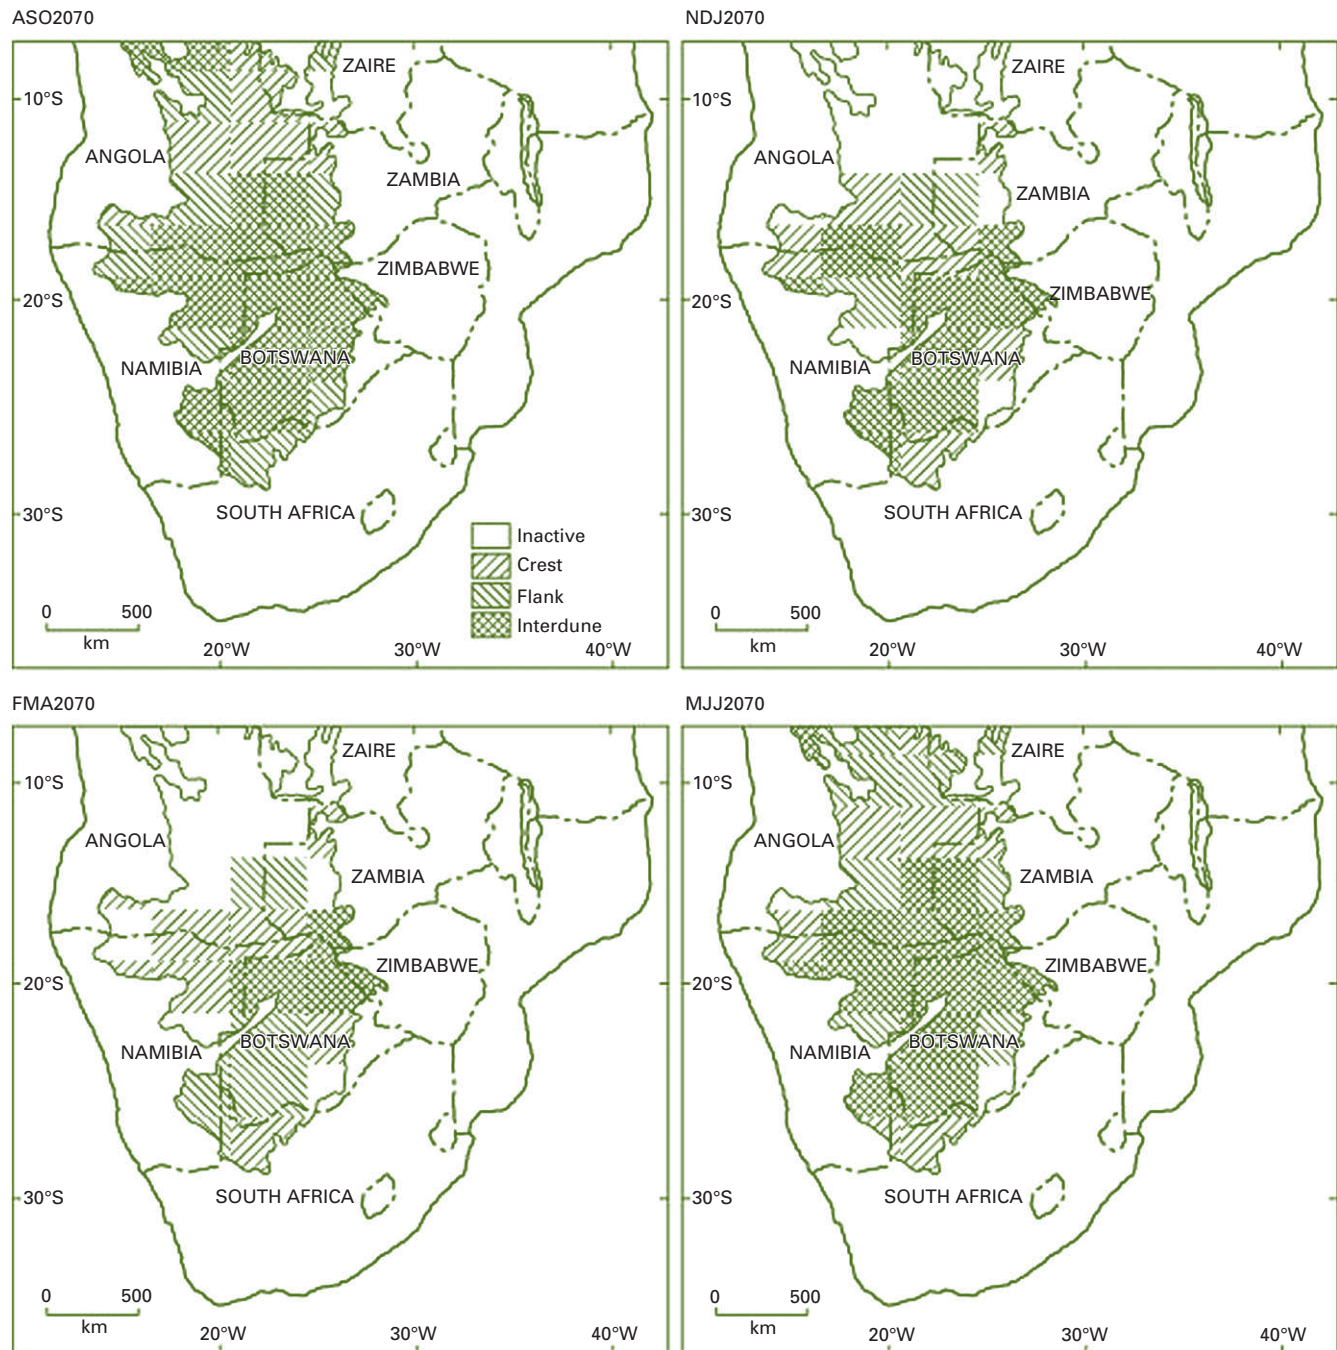 ASO2070
NDJ2070
10°S
ANGOLA
ZAIRE
ZAMBIA
ZIMBABWE
20°S
NAMIBIA
BOTSWANA
30°S
SOUTH AFRICA
Inactive
Crest
Flank
Interdune
0 500
km
20°W 30°W 40°W
10°S
ANGOLA
ZAIRE
ZAMBIA
ZIMBABWE
20°S
NAMIBIA
BOTSWANA
30°S
SOUTH AFRICA
0 500
km
20°W 30°W 40°W
FMA2070
MJJ2070
10°S
ANGOLA
ZAIRE
ZAMBIA
ZIMBABWE
20°S
NAMIBIA
BOTSWANA
30°S
SOUTH AFRICA
0 500
km
20°W 30°W 40°W
10°S
ANGOLA
ZAIRE
ZAMBIA
ZIMBABWE
20°S
NAMIBIA
BOTSWANA
30°S
SOUTH AFRICA
0 500
km
20°W 30°W 40°W